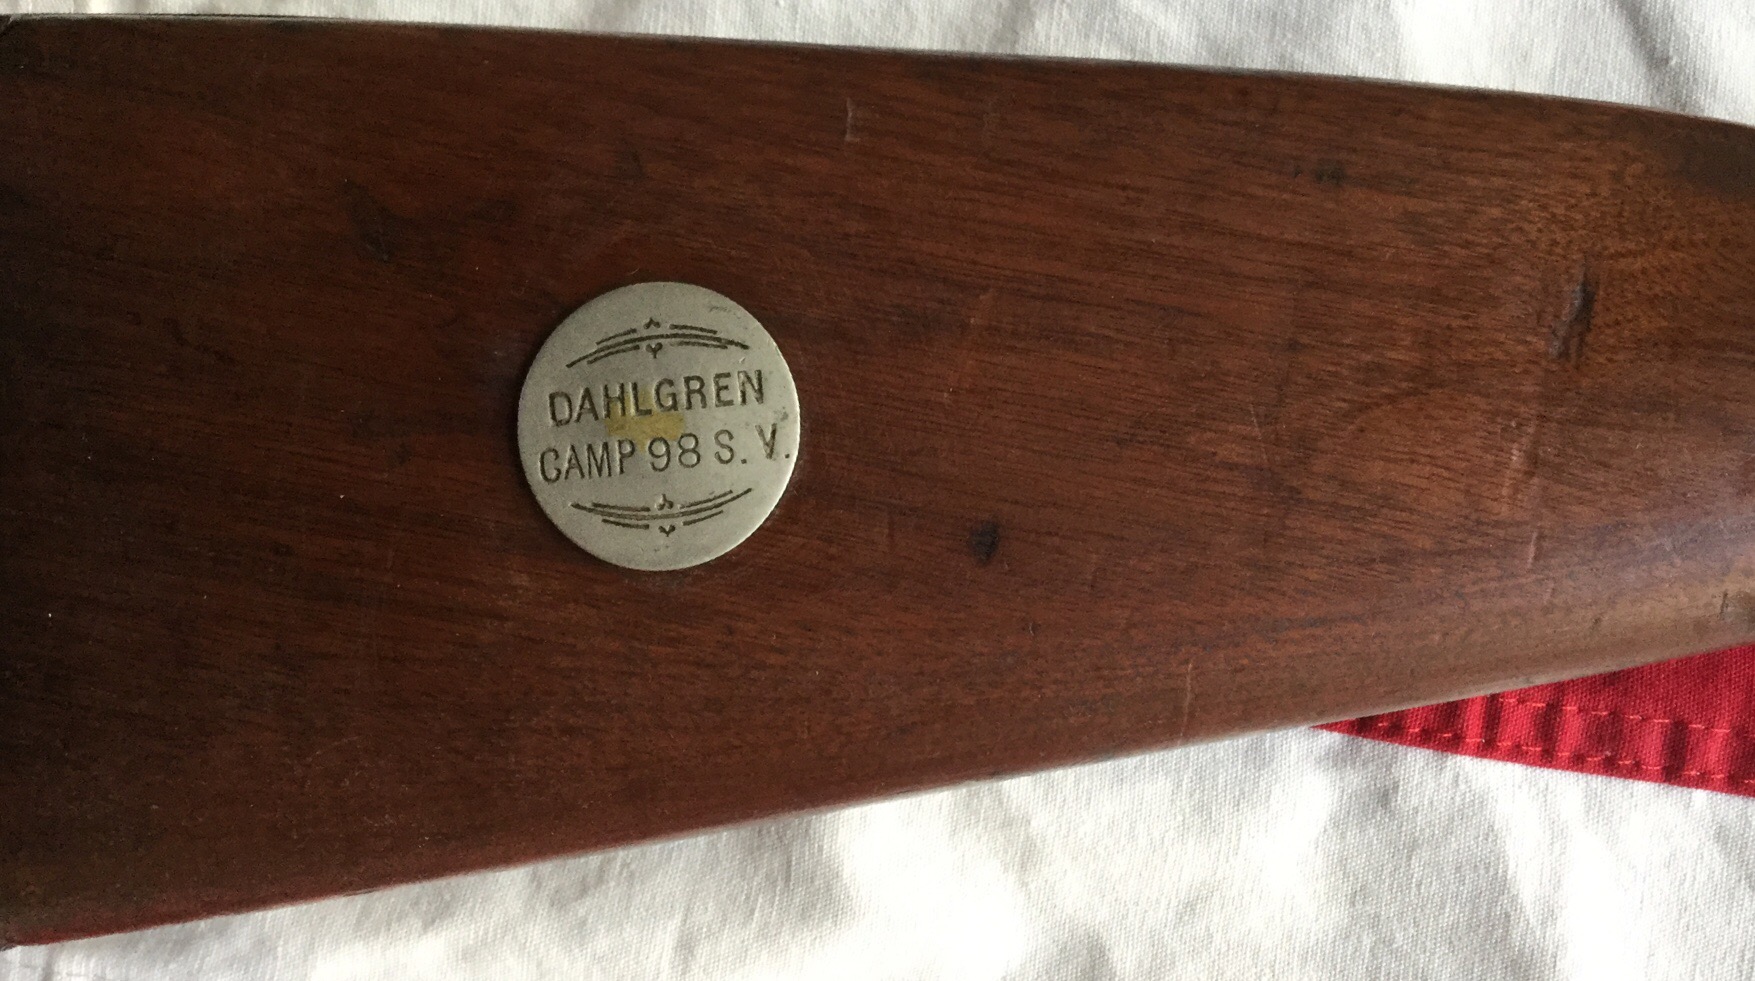 DAHLGREN
CAMP 98 S. V.